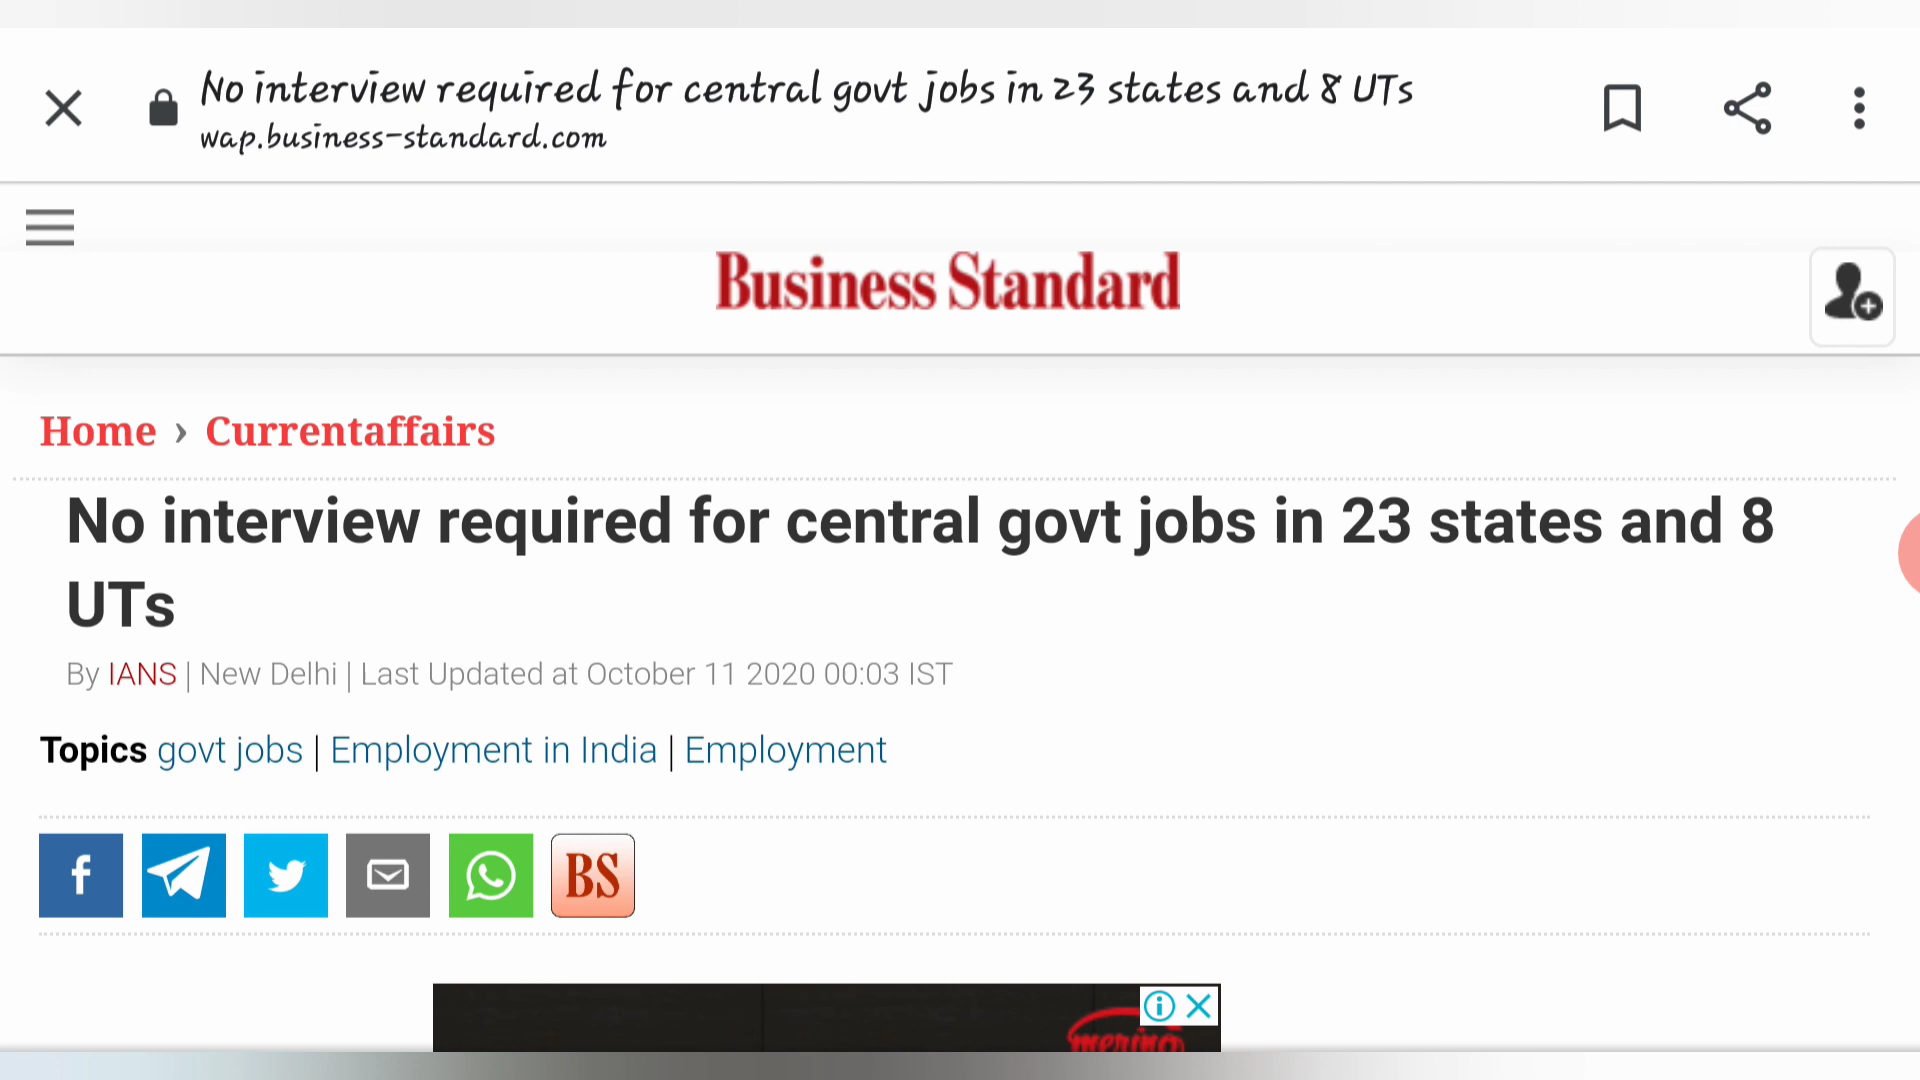 No interview required for central govt jobs in 23 states and 8 UTs
wap.business-standard.com
Business Standard
Home › Currentaffairs
No interview required for central govt jobs in 23 states and 8
UTs
By IANS | New Delhi | Last Updated at October 11 2020 00:03 IST
Topics govt jobs | Employment in India | Employment
f
BS
merino